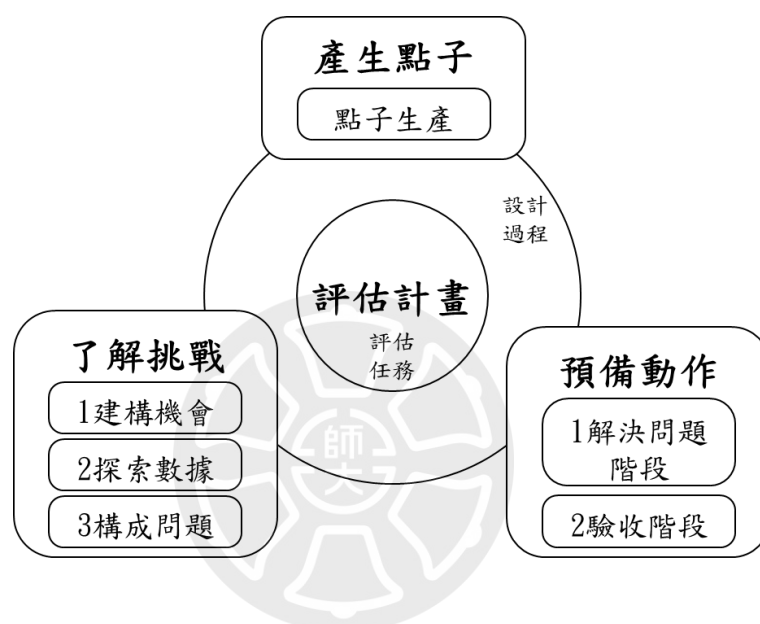 產生點子
點子生產
設計
過程
評估計畫
評估
任務
了解挑戰
1建構機會
2探索數據
3構成問題
預備動作
1解決問題
階段
2驗收階段
師大